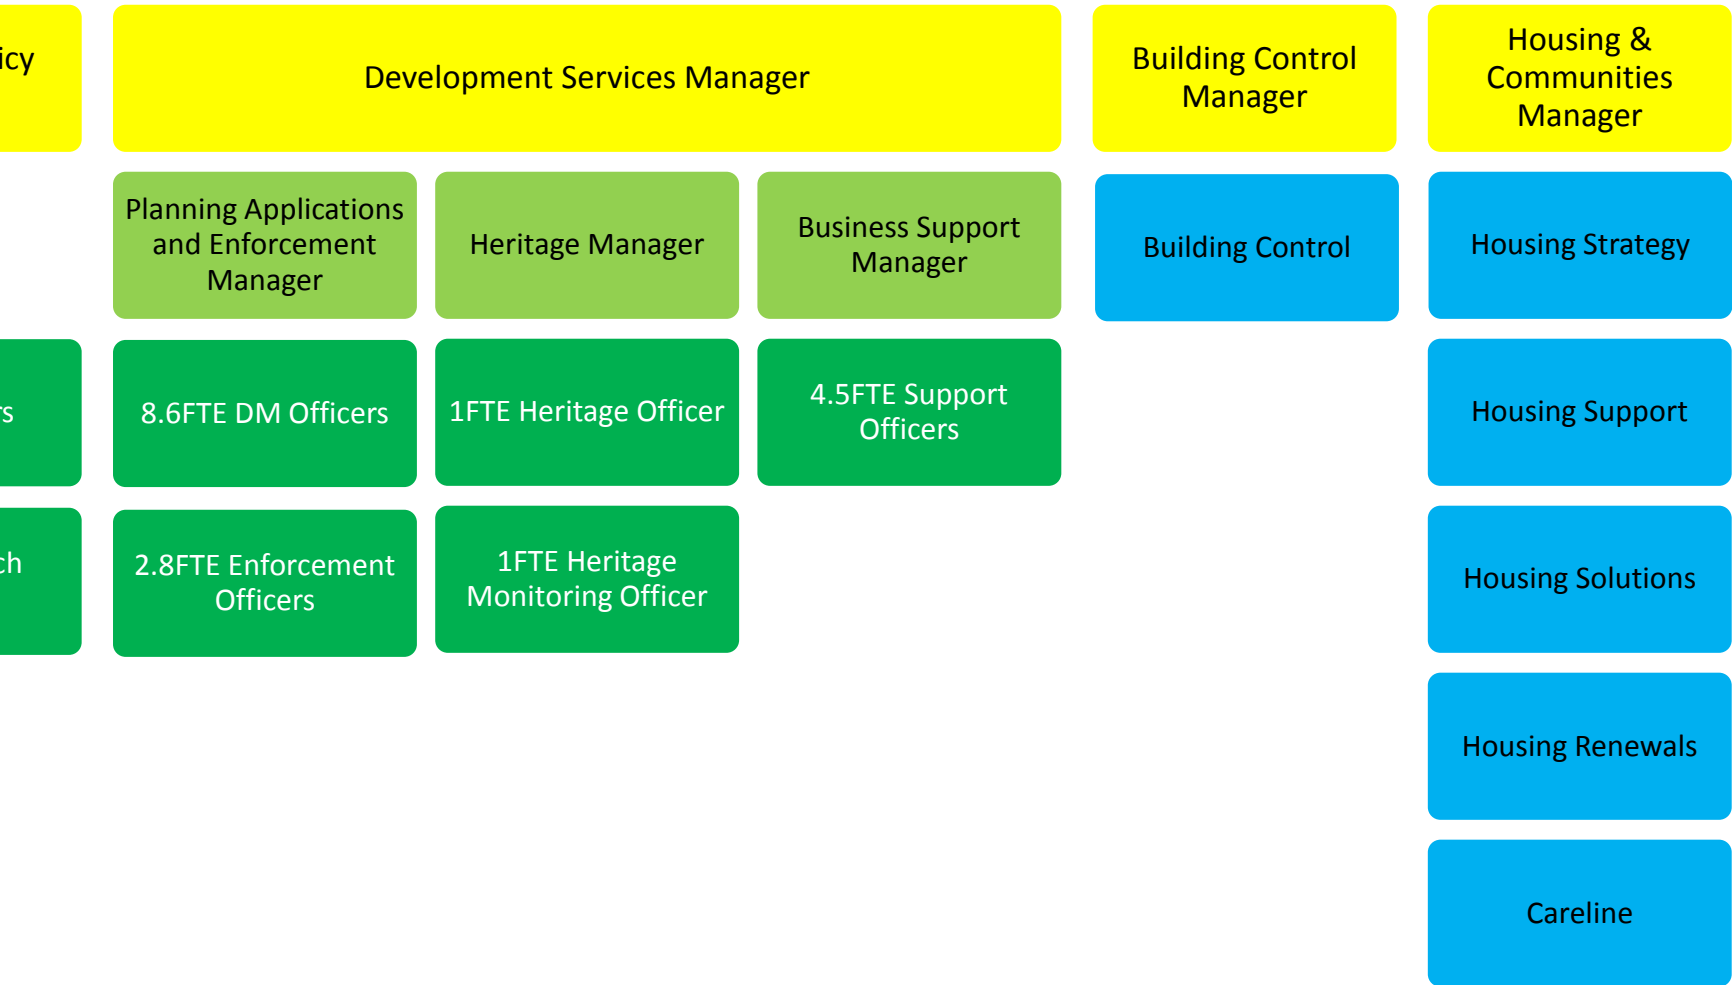 Development Services Manager
Building Control
Manager
Housing &
Communities
Manager
Planning Applications
and Enforcement
Manager
Heritage Manager
Business Support
Manager
Building Control
Housing Strategy
8.6FTE DM Officers
1FTE Heritage Officer
4.5FTE Support
Officers
Housing Support
2.8FTE Enforcement
Officers
1FTE Heritage
Monitoring Officer
Housing Solutions
Housing Renewals
Careline